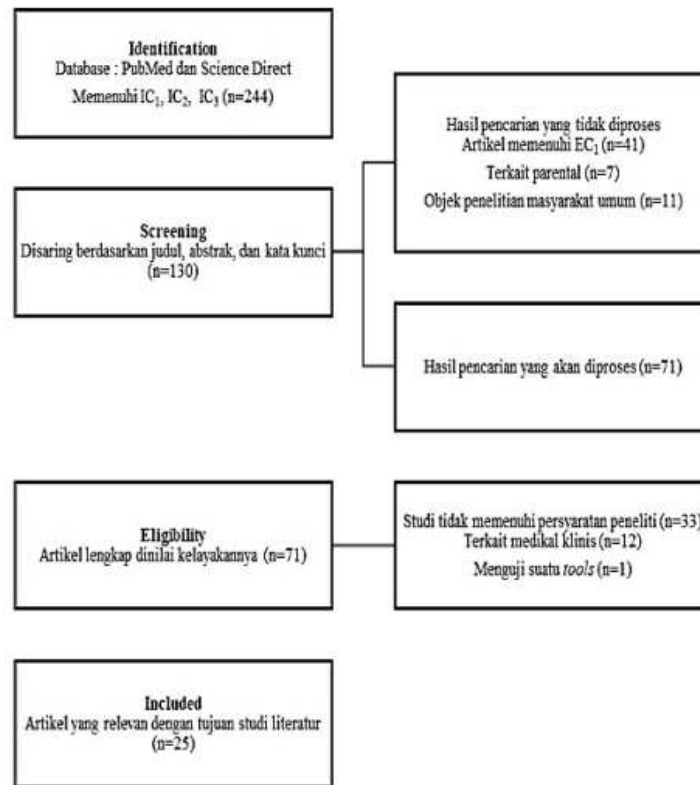 Identification
Database : PubMed dan Science Direct
Memenuhi IC₁, IC₂, IC₃ (n=244)
Hasil pencarian yang tidak diproses
Artikel memenuhi EC₁ (n=41)
Terkait parental (n=7)
Objek penelitian masyarakat umum (n=11)
Screening
Disaring berdasarkan judul, abstrak, dan kata kunci
(n=130)
Hasil pencarian yang akan diproses (n=71)
Eligibility
Artikel lengkap dinilai kelayakannya (n=71)
Studi tidak memenuhi persyaratan peneliti (n=33)
Terkait medikal klinis (n=12)
Menguji suatu tools (n=1)
Included
Artikel yang relevan dengan tujuan studi literatur
(n=25)